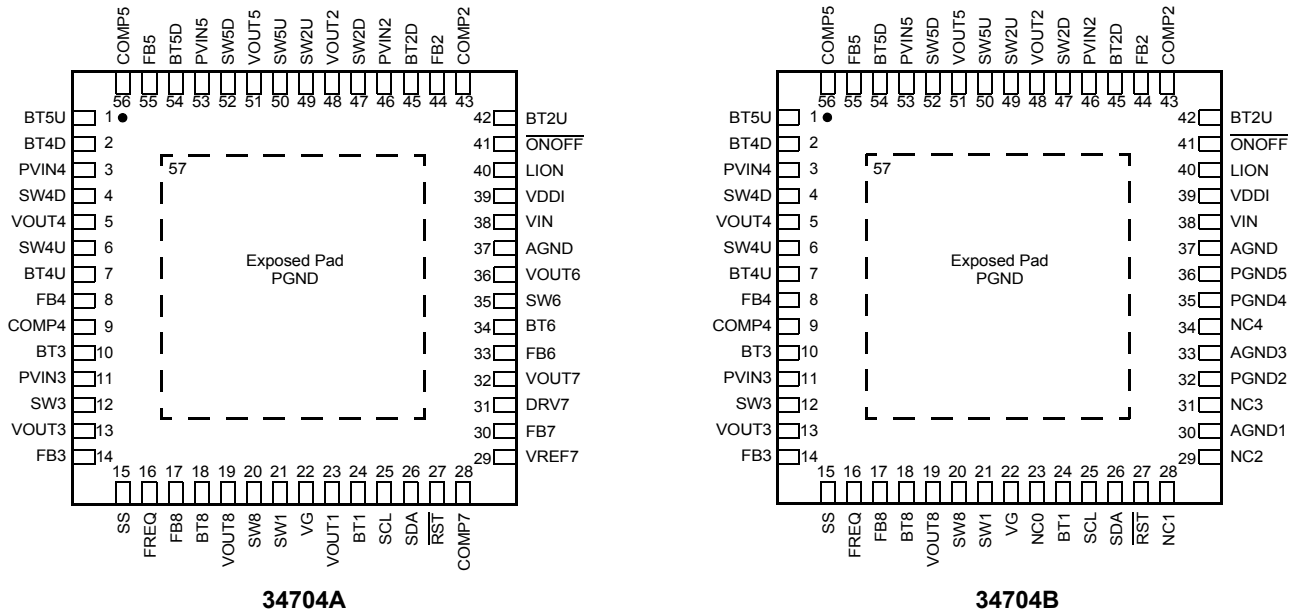 COMP5 FB5 BT5D PVIN5 SW5D VOUT5 SW5U SW2U VOUT2 SW2D PVIN2 BT2D FB2 COMP2
56 55 54 53 52 51 50 49 48 47 46 45 44 43
BT5U 1
BT4D 2
PVIN4 3
SW4D 4
VOUT4 5
SW4U 6
BT4U 7
FB4 8
COMP4 9
BT3 10
PVIN3 11
SW3 12
VOUT3 13
FB3 14
57
Exposed Pad
PGND
42 BT2U
41 ONOFF
40 LION
39 VDDI
38 VIN
37 AGND
36 VOUT6
35 SW6
34 BT6
33 FB6
32 VOUT7
31 DRV7
30 FB7
29 VREF7
15 16 17 18 19 20 21 22 23 24 25 26 27 28
SS FREQ FB8 BT8 VOUT8 SW8 SW1 VG VOUT1 BT1 SCL SDA RST COMP7
34704A
COMP5 FB5 BT5D PVIN5 SW5D VOUT5 SW5U SW2U VOUT2 SW2D PVIN2 BT2D FB2 COMP2
56 55 54 53 52 51 50 49 48 47 46 45 44 43
BT5U 1
BT4D 2
PVIN4 3
SW4D 4
VOUT4 5
SW4U 6
BT4U 7
FB4 8
COMP4 9
BT3 10
PVIN3 11
SW3 12
VOUT3 13
FB3 14
57
Exposed Pad
PGND
42 BT2U
41 ONOFF
40 LION
39 VDDI
38 VIN
37 AGND
36 PGND5
35 PGND4
34 NC4
33 AGND3
32 PGND2
31 NC3
30 AGND1
29 NC2
15 16 17 18 19 20 21 22 23 24 25 26 27 28
SS FREQ FB8 BT8 VOUT8 SW8 SW1 VG NC0 BT1 SCL SDA RST NC1
34704B